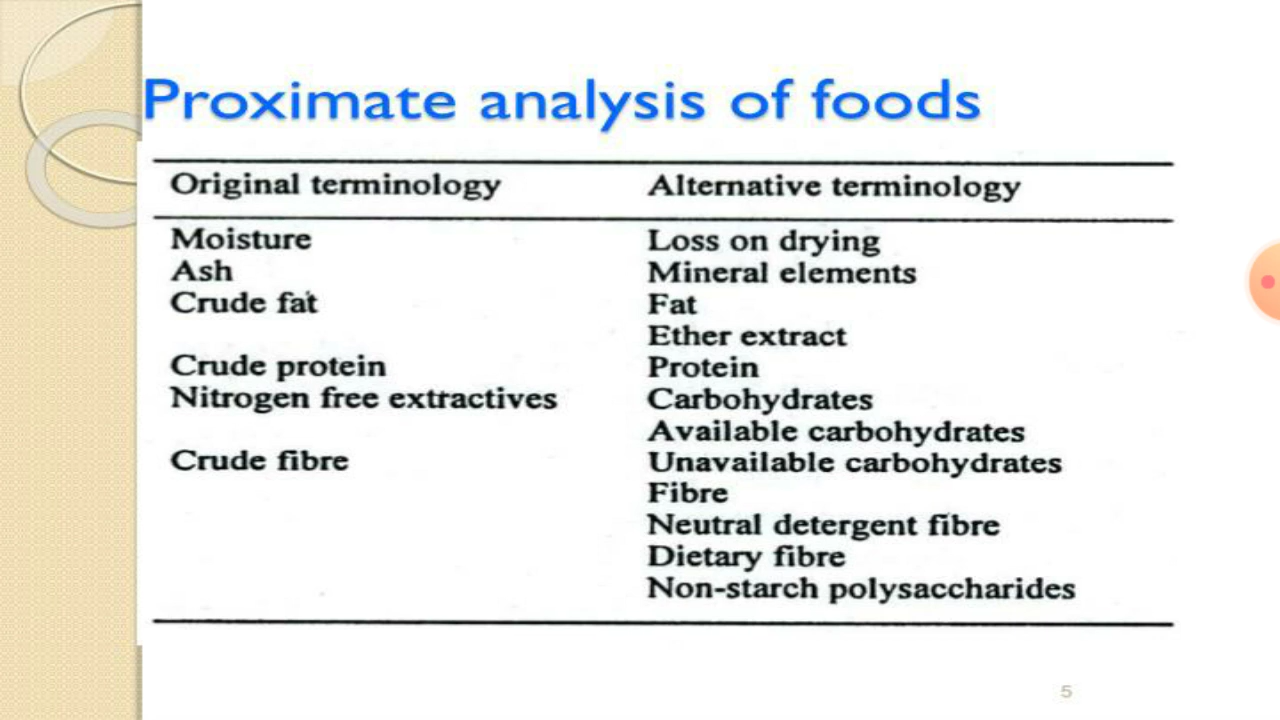 Proximate analysis of foods
Original terminology Alternative terminology
Moisture Loss on drying
Ash Mineral elements
Crude fat Fat
Ether extract
Crude protein Protein
Nitrogen free extractives Carbohydrates
Available carbohydrates
Crude fibre Unavailable carbohydrates
Fibre
Neutral detergent fibre
Dietary fibre
Non-starch polysaccharides
5